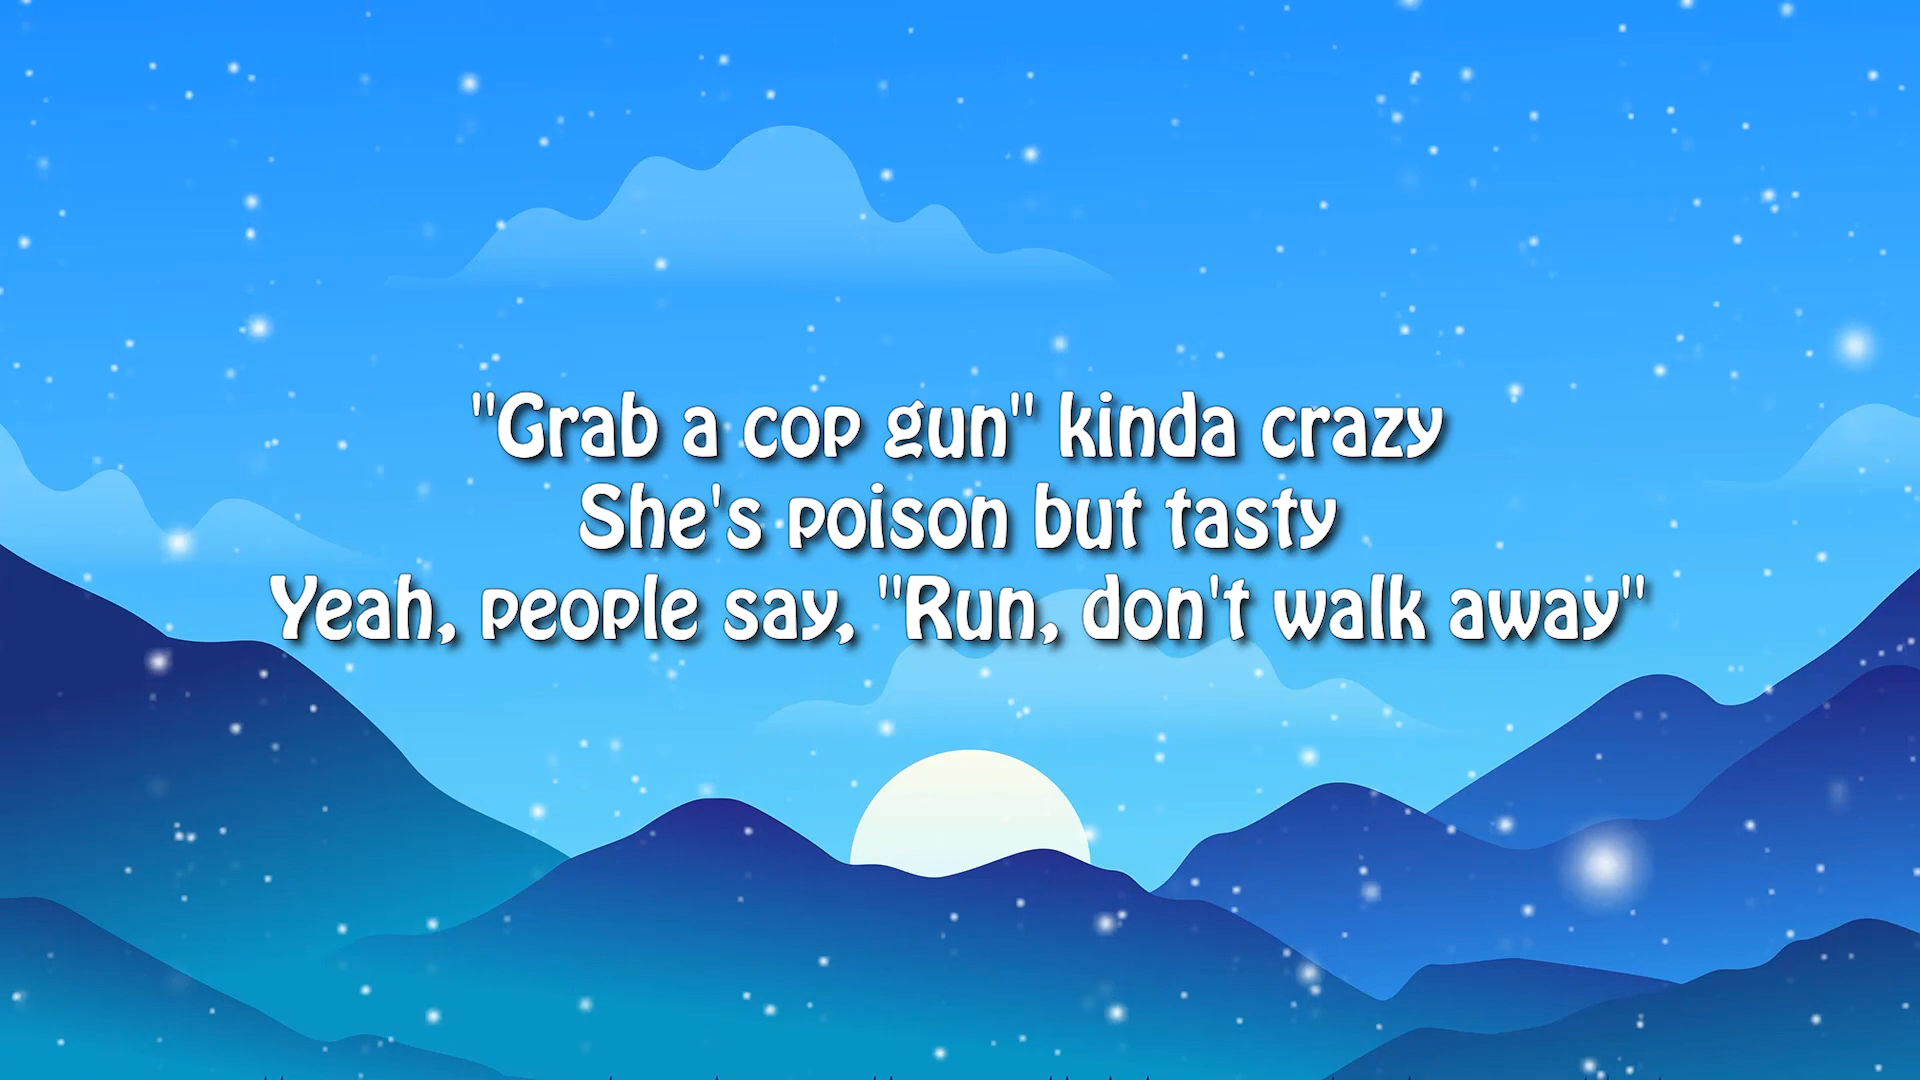 "Grab a cop gun" kinda crazy
She's poison but tasty
Yeah, people say, "Run, don't walk away"